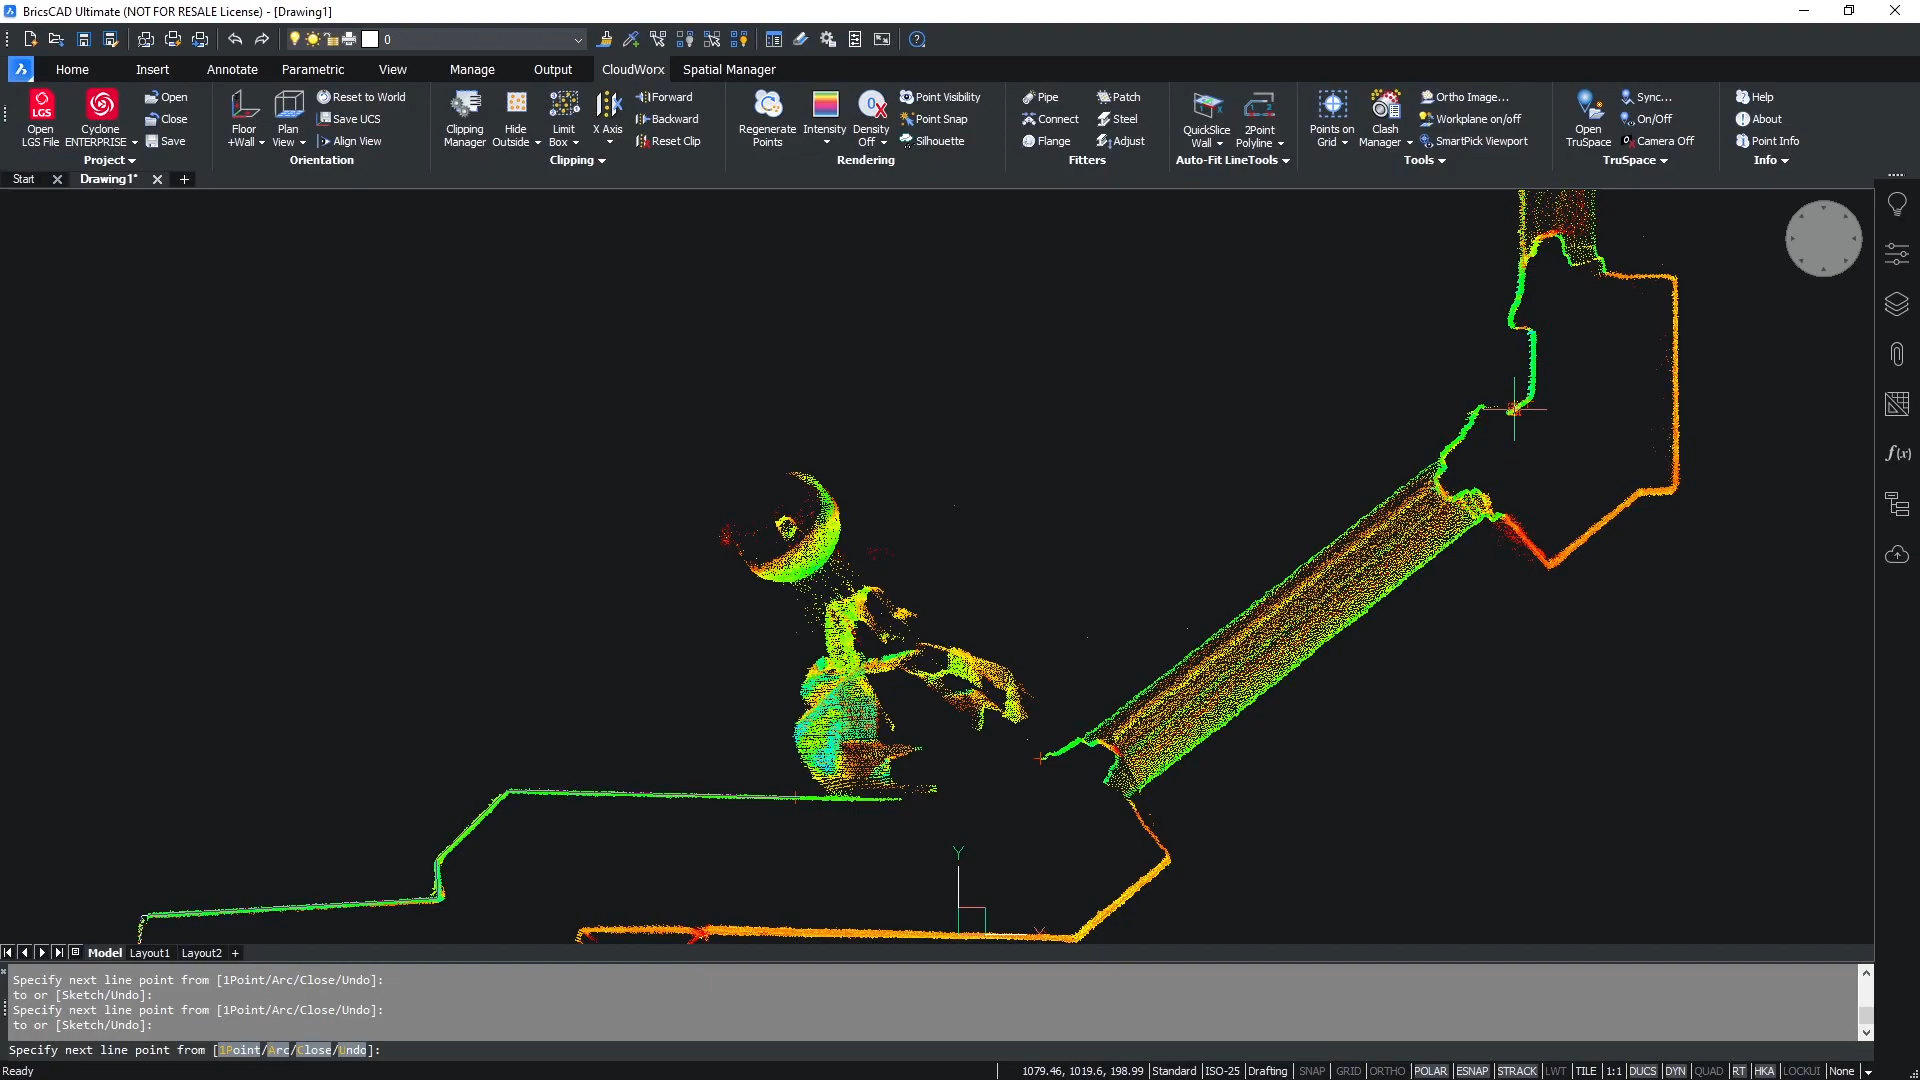 BricsCAD Ultimate (NOT FOR RESALE License) - [Drawing1]
0
Home Insert Annotate Parametric View Manage Output CloudWorx Spatial Manager
LGS
Open
LGS File
Cyclone
ENTERPRISE
Open
Close
Save
Project
Floor
+Wall
Plan
View
Reset to World
Save UCS
Align View
Orientation
Clipping
Manager
Hide
Outside
Limit
Box
X Axis
Forward
Backward
Reset Clip
Clipping
Regenerate
Points
Intensity
Density
Off
Point Visibility
Point Snap
Silhouette
Rendering
Pipe
Connect
Flange
Patch
Steel
Adjust
Fitters
QuickSlice
Wall
2Point
Polyline
Auto-Fit LineTools
Points on
Grid
Clash
Manager
Ortho Image...
Workplane on/off
SmartPick Viewport
Tools
Open
TruSpace
Sync...
On/Off
Camera Off
TruSpace
Help
About
Point Info
Info
Start Drawing1* +
f(x)
Y
X
Model Layout1 Layout2 +
Specify next line point from [1Point/Arc/Close/Undo]:
to or [Sketch/Undo]:
Specify next line point from [1Point/Arc/Close/Undo]:
to or [Sketch/Undo]:
Specify next line point from [1Point/Arc/Close/Undo]:
Ready 1079.46, 1019.6, 198.99 Standard ISO-25 Drafting SNAP GRID ORTHO POLAR ESNAP STRACK LWT TILE 1:1 DUCS DYN QUAD RT HKA LOCKUI None